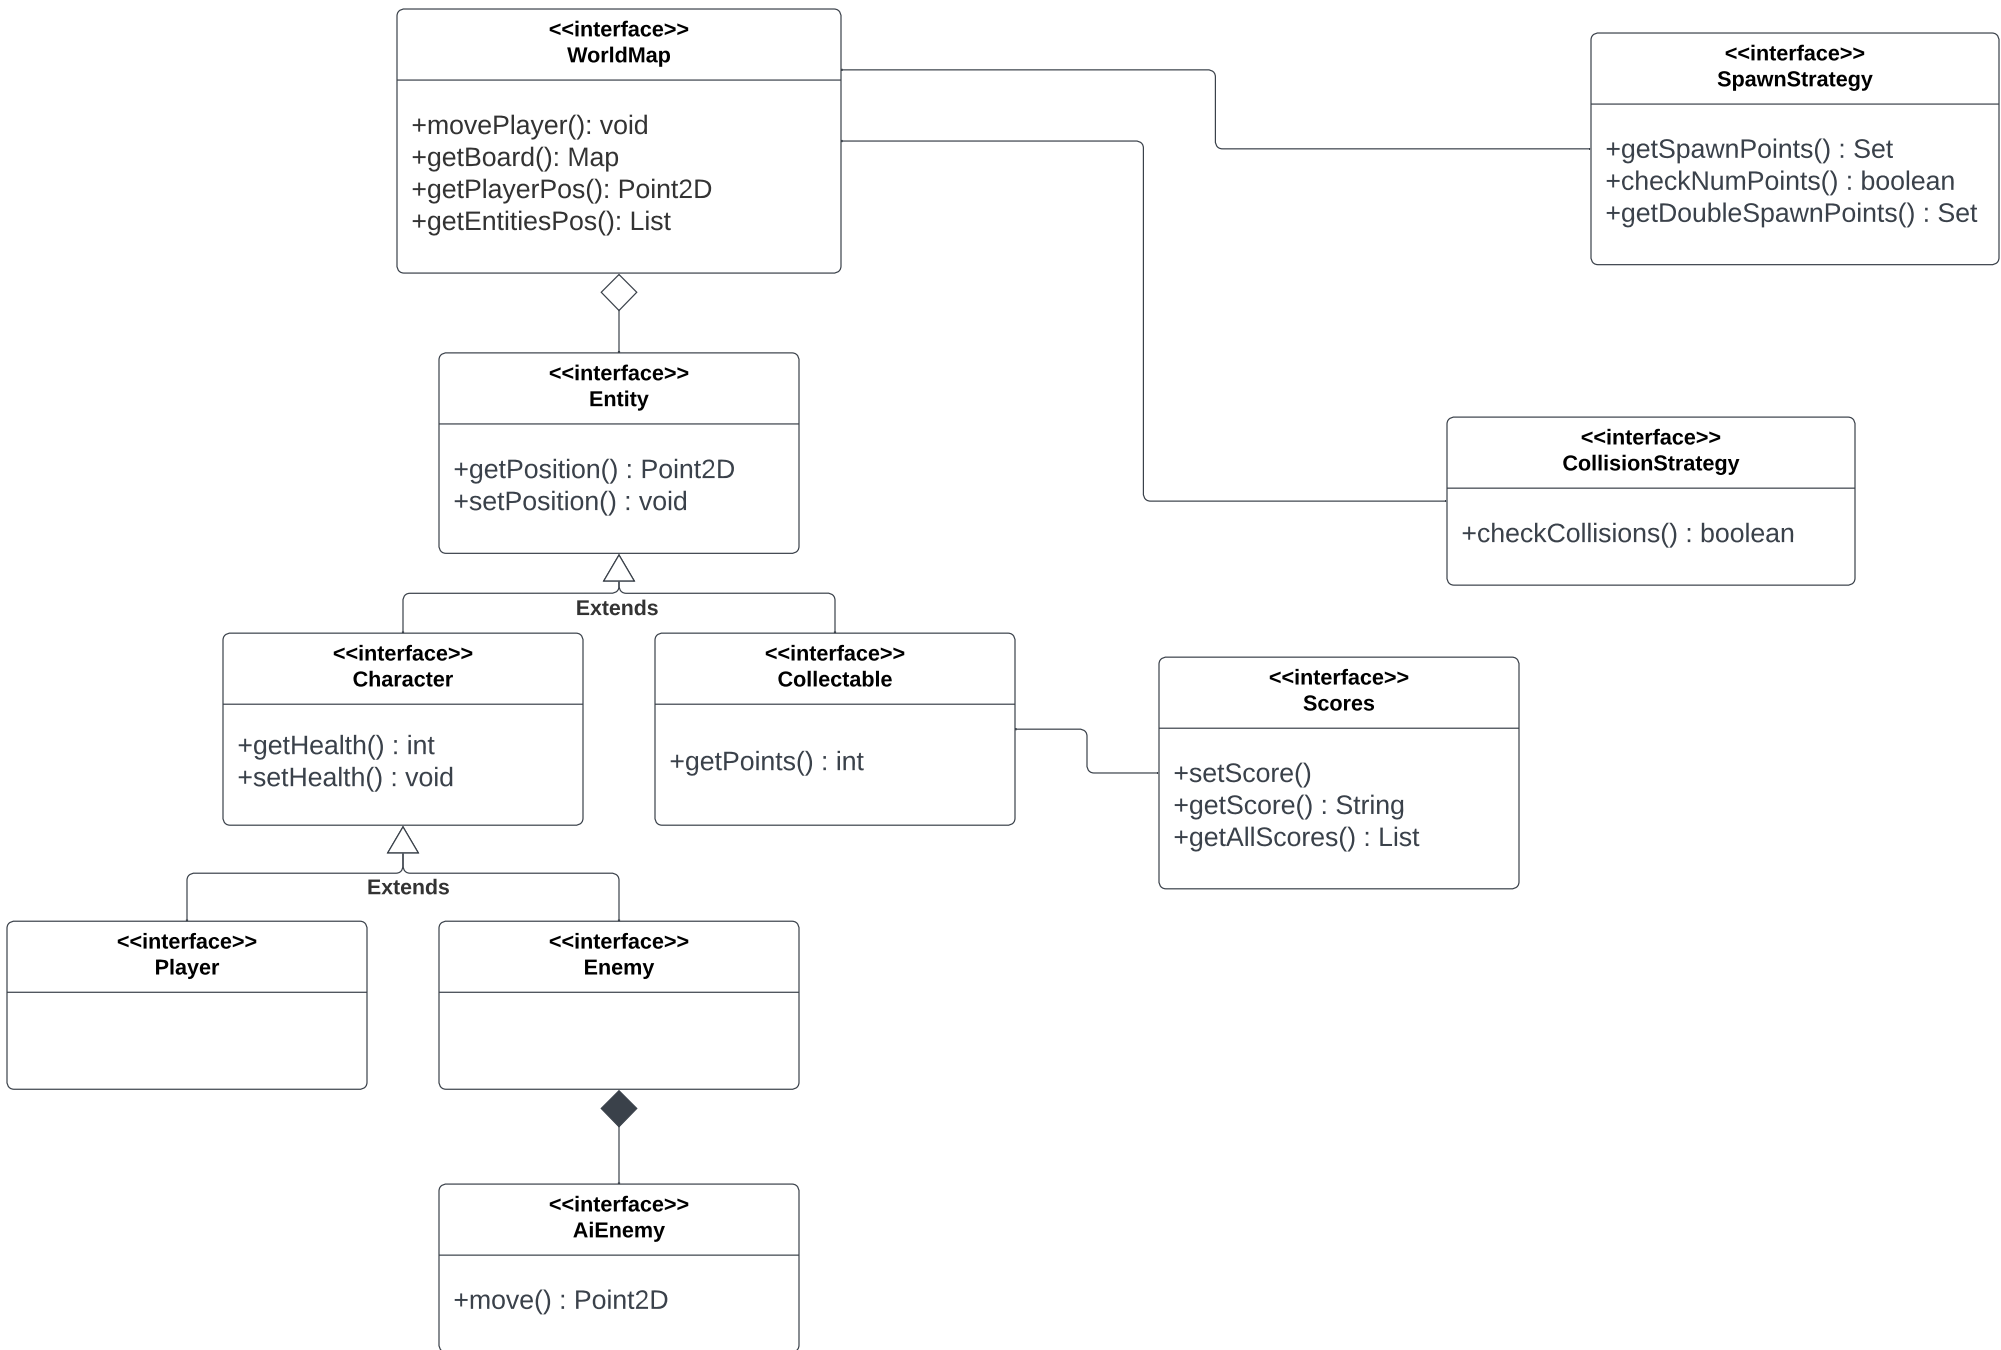 <<interface>>
WorldMap
+movePlayer(): void
+getBoard(): Map
+getPlayerPos(): Point2D
+getEntitiesPos(): List
<<interface>>
SpawnStrategy
+getSpawnPoints() : Set
+checkNumPoints() : boolean
+getDoubleSpawnPoints() : Set
<<interface>>
Entity
+getPosition() : Point2D
+setPosition() : void
<<interface>>
CollisionStrategy
+checkCollisions() : boolean
Extends
<<interface>>
Character
+getHealth() : int
+setHealth() : void
<<interface>>
Collectable
+getPoints() : int
<<interface>>
Scores
+setScore()
+getScore() : String
+getAllScores() : List
Extends
<<interface>>
Player
<<interface>>
Enemy
<<interface>>
AiEnemy
+move() : Point2D